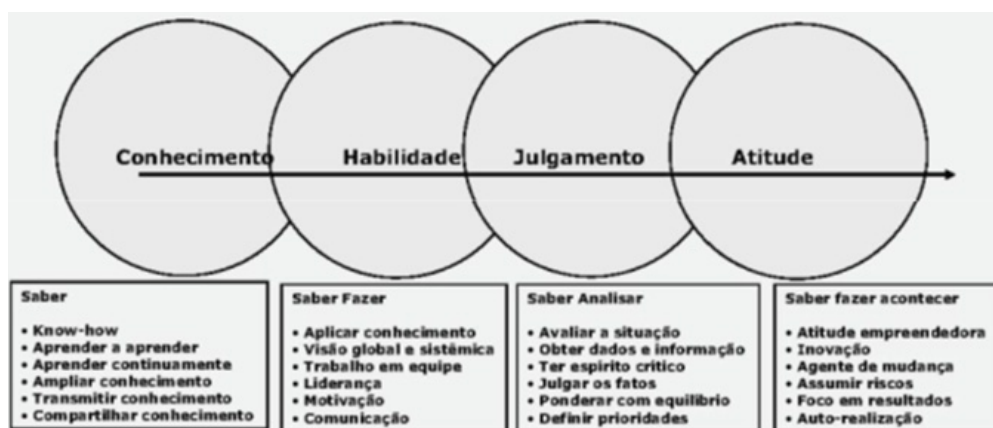 Conhecimento
Habilidade
Julgamento
Atitude
Saber
• Know-how
• Aprender a aprender
• Aprender continuamente
• Ampliar conhecimento
• Transmitir conhecimento
• Compartilhar conhecimento
Saber Fazer
• Aplicar conhecimento
• Visão global e sistêmica
• Trabalho em equipe
• Liderança
• Motivação
• Comunicação
Saber Analisar
• Avaliar a situação
• Obter dados e informação
• Ter espirito critico
• Julgar os fatos
• Ponderar com equilibrio
• Definir prioridades
Saber fazer acontecer
• Atitude empreendedora
• Inovação
• Agente de mudança
• Assumir riscos
• Foco em resultados
• Auto-realização